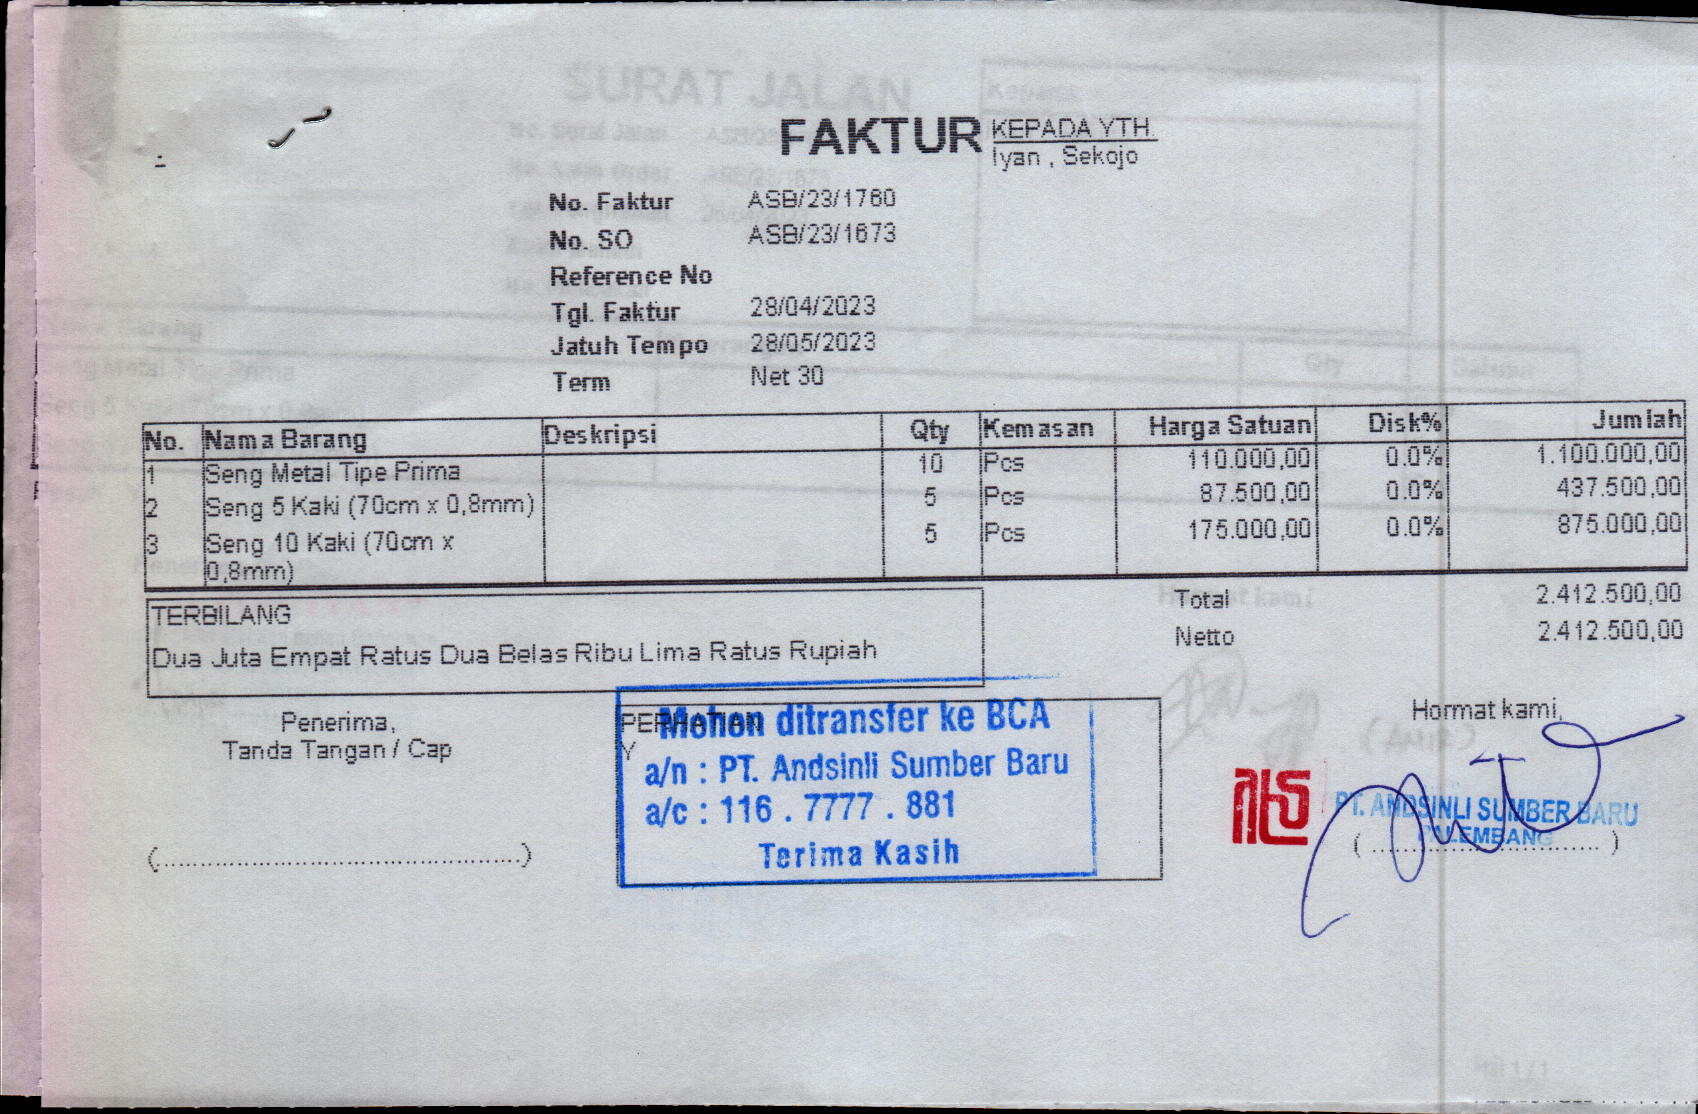 FAKTUR
KEPADA YTH.
Iyan , Sekojo
No. Faktur ASB/23/1760
No. SO ASB/23/1673
Reference No
Tgl. Faktur 28/04/2023
Jatuh Tempo 28/05/2023
Term Net 30
No. Nama Barang Deskripsi Qty Kemasan Harga Satuan Disk% Jumlah
1 Seng Metal Tipe Prima 10 Pcs 110.000,00 0.0% 1.100.000,00
2 Seng 5 Kaki (70cm x 0,8mm) 5 Pcs 87.500,00 0.0% 437.500,00
3 Seng 10 Kaki (70cm x 5 Pcs 175.000,00 0.0% 875.000,00
0,8mm)
Total 2.412.500,00
Netto 2.412.500,00
TERBILANG
Dua Juta Empat Ratus Dua Belas Ribu Lima Ratus Rupiah
Penerima,
Tanda Tangan / Cap
(................................................)
PERHATIAN
Y
Mohon ditransfer ke BCA
a/n : PT. Andsinli Sumber Baru
a/c : 116 . 7777 . 881
Terima Kasih
Hormat kami,
PT. ANDSINLI SUMBER BARU
PALEMBANG
( .............................. )
SURAT JALAN